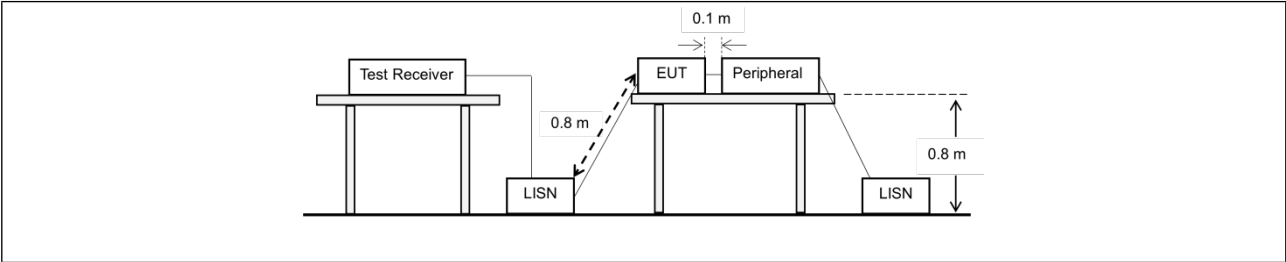 0.1 m
Test Receiver
EUT
Peripheral
0.8 m
0.8 m
LISN
LISN